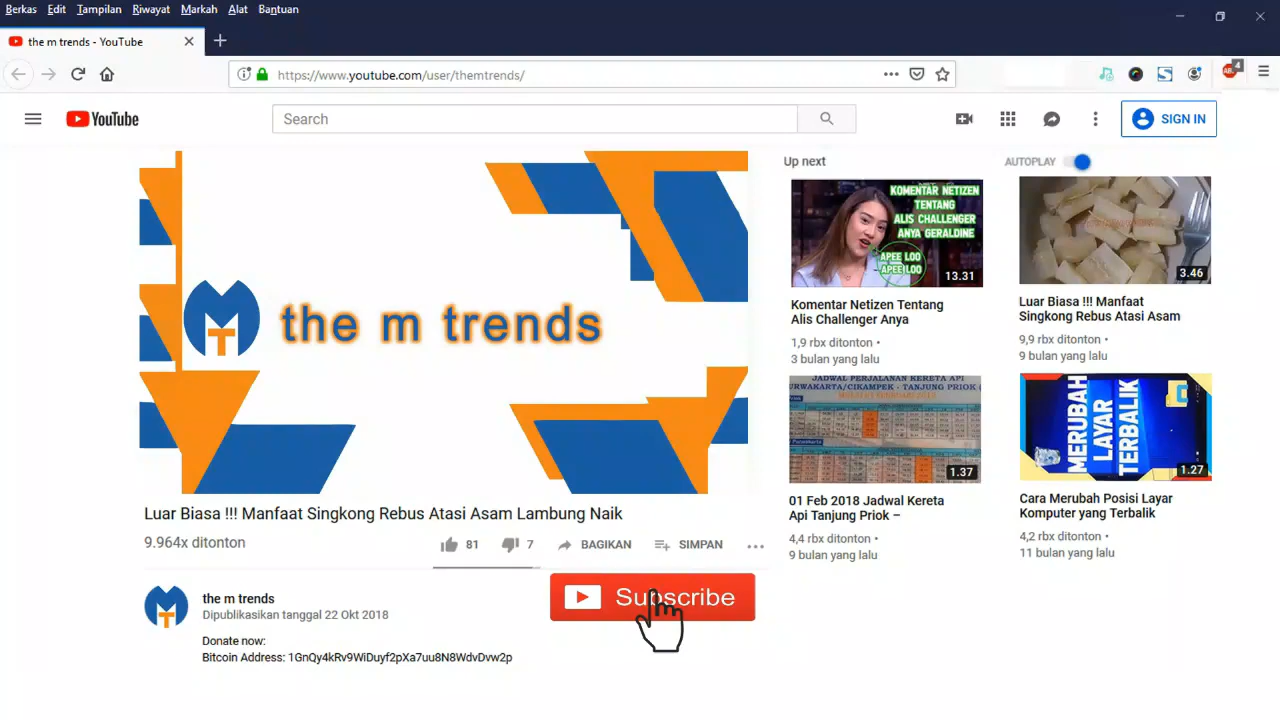 Berkas Edit Tampilan Riwayat Markah Alat Bantuan
the m trends - YouTube
https://www.youtube.com/user/themtrends/
4
YouTube
Search
SIGN IN
the m trends
Luar Biasa !!! Manfaat Singkong Rebus Atasi Asam Lambung Naik
9.964x ditonton
81
7
BAGIKAN
SIMPAN
the m trends
Dipublikasikan tanggal 22 Okt 2018
Subscribe
Donate now:
Bitcoin Address: 1GnQy4kRv9WiDuyf2pXa7uu8N8WdvDvw2p
Up next
AUTOPLAY
KOMENTAR NETIZEN
TENTANG
ALIS CHALLENGER
ANYA GERALDINE
APEE LOO
APEE LOO
13.31
Komentar Netizen Tentang
Alis Challenger Anya
1,9 rbx ditonton •
3 bulan yang lalu
3.46
Luar Biasa !!! Manfaat
Singkong Rebus Atasi Asam
9,9 rbx ditonton •
9 bulan yang lalu
JADWAL PERJALANAN KERETA API
PURWAKARTA/CIKAMPEK - TANJUNG PRIOK
1.37
01 Feb 2018 Jadwal Kereta
Api Tanjung Priok –
4,4 rbx ditonton •
9 bulan yang lalu
MERUBAH
LAYAR
TERBALIK
1.27
Cara Merubah Posisi Layar
Komputer yang Terbalik
4,2 rbx ditonton •
11 bulan yang lalu